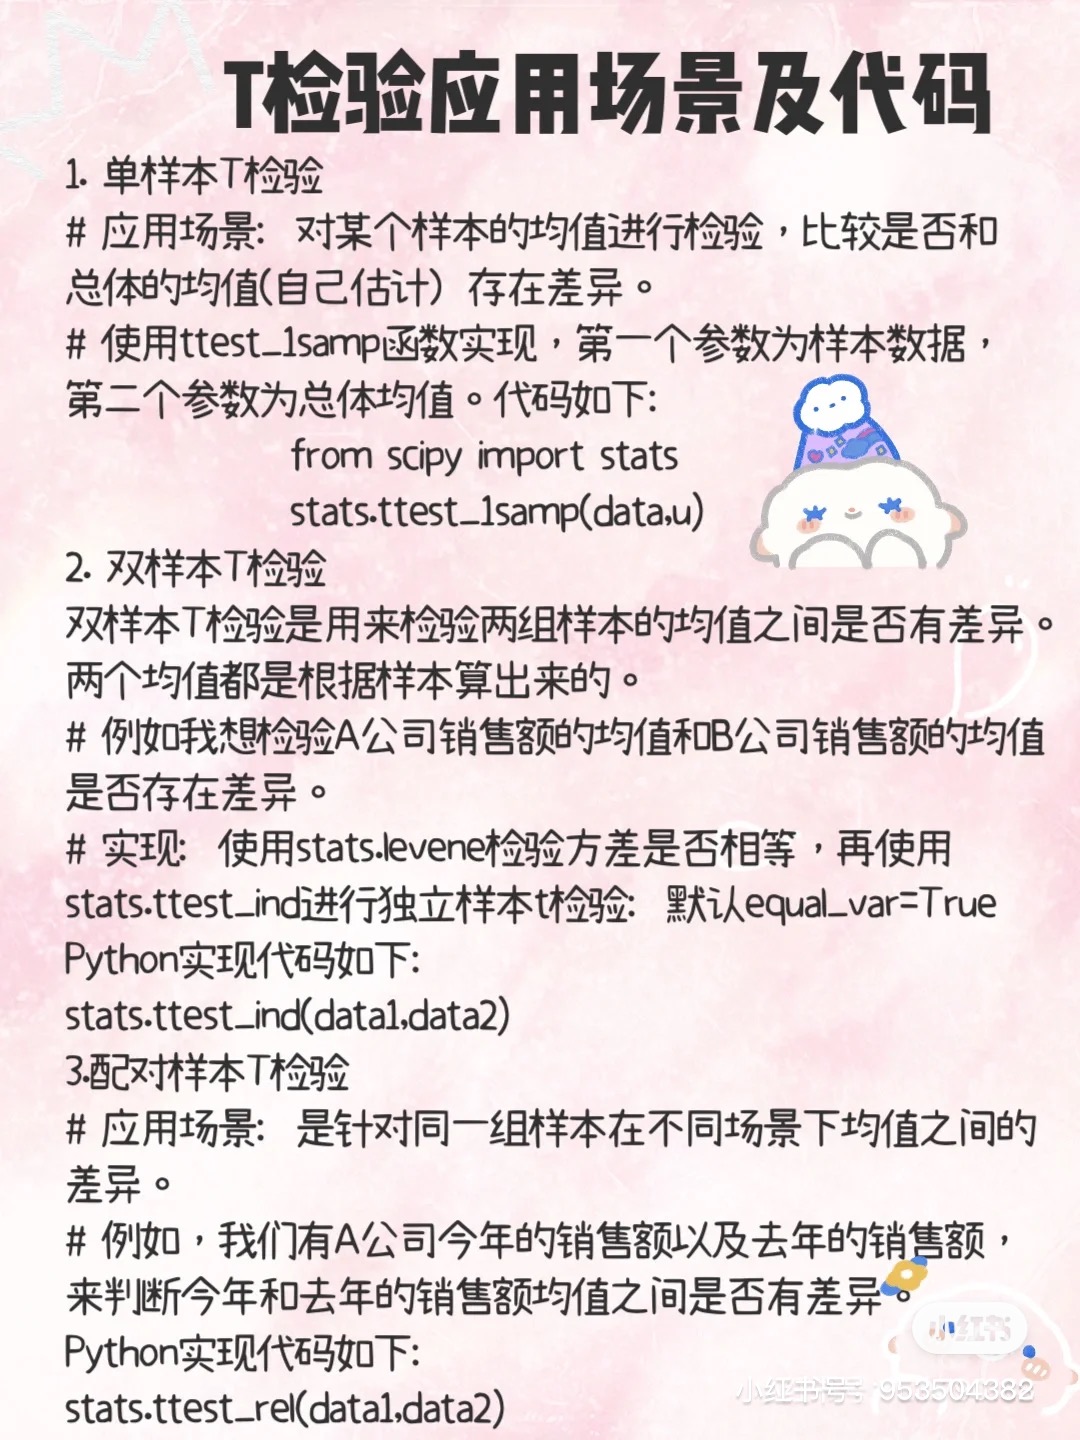 T检验应用场景及代码
1. 单样本T检验
# 应用场景: 对某个样本的均值进行检验，比较是否和
总体的均值(自己估计）存在差异。
# 使用ttest_1samp函数实现，第一个参数为样本数据，
第二个参数为总体均值。代码如下:
from scipy import stats
stats.ttest_1samp(data,u)
2. 双样本T检验
双样本T检验是用来检验两组样本的均值之间是否有差异。
两个均值都是根据样本算出来的。
# 例如我想检验A公司销售额的均值和B公司销售额的均值
是否存在差异。
# 实现: 使用stats.levene检验方差是否相等，再使用
stats.ttest_ind进行独立样本t检验: 默认equal_var=True
Python实现代码如下:
stats.ttest_ind(data1,data2)
3.配对样本T检验
# 应用场景: 是针对同一组样本在不同场景下均值之间的
差异。
# 例如，我们有A公司今年的销售额以及去年的销售额，
来判断今年和去年的销售额均值之间是否有差异。
Python实现代码如下:
stats.ttest_rel(data1,data2)
小红书
小红书号: 953504382